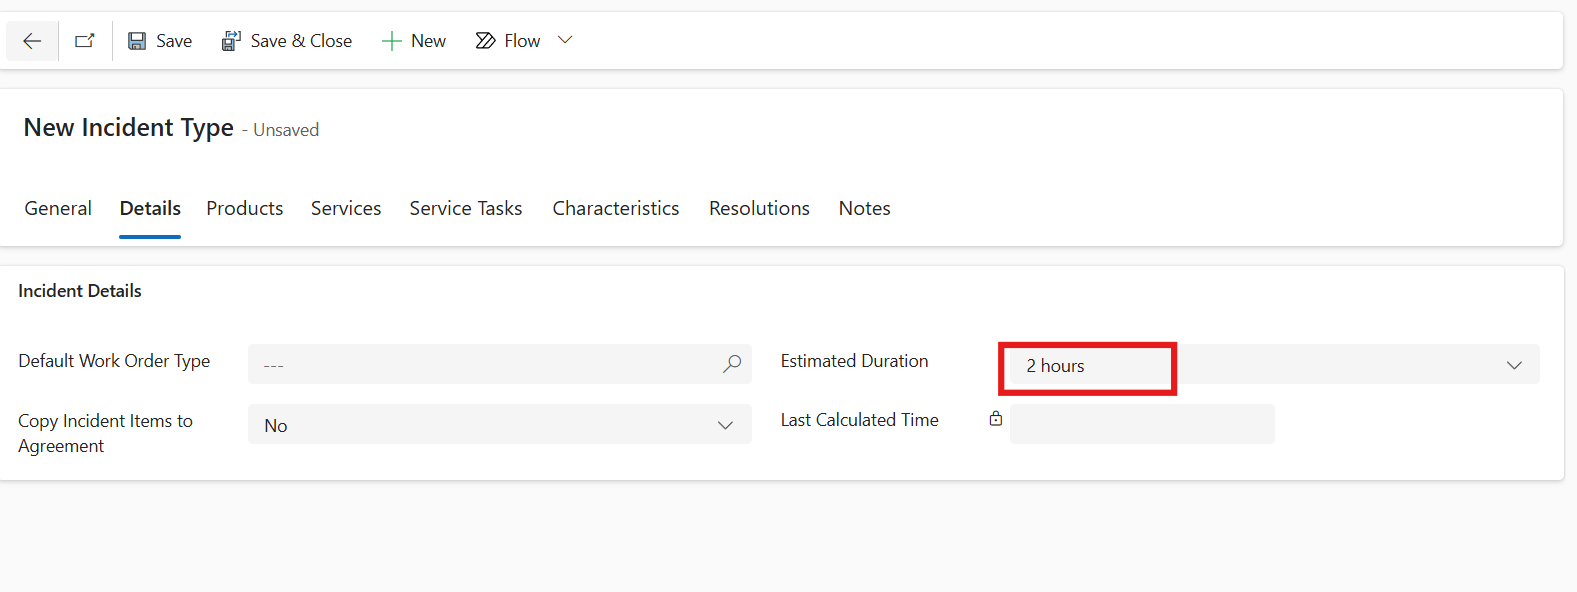 Save Save & Close New Flow
New Incident Type - Unsaved
General Details Products Services Service Tasks Characteristics Resolutions Notes
Incident Details
Default Work Order Type --- Estimated Duration 2 hours
Copy Incident Items to Agreement No Last Calculated Time